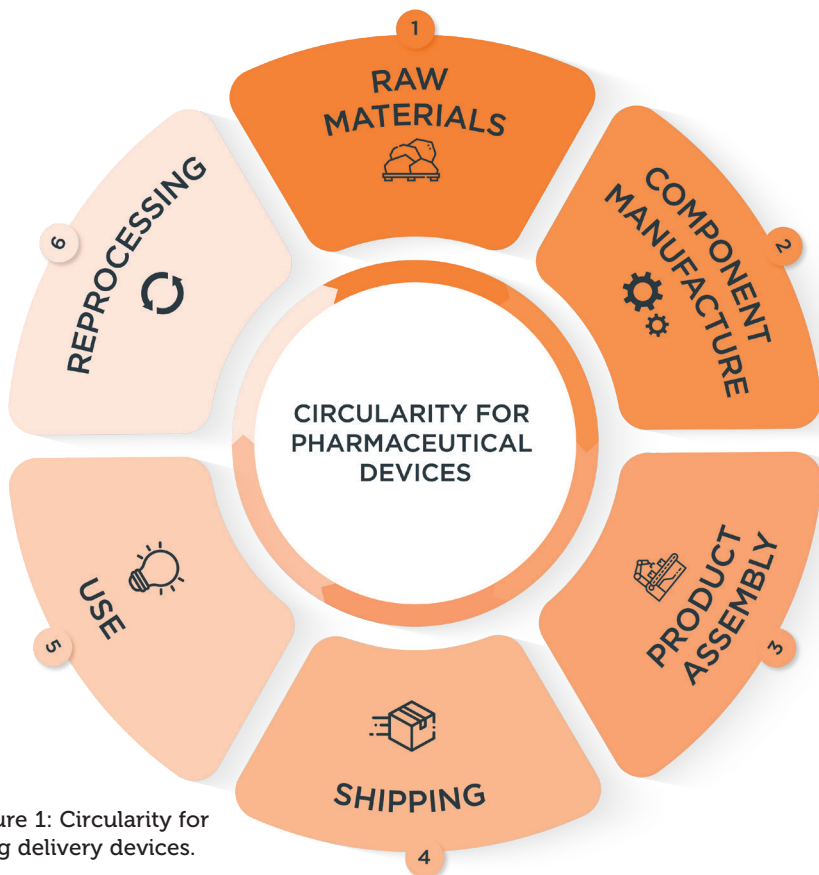 1
RAW
MATERIALS
2
COMPONENT
MANUFACTURE
3
PRODUCT
ASSEMBLY
4
SHIPPING
5
USE
6
REPROCESSING
CIRCULARITY FOR
PHARMACEUTICAL
DEVICES
1: Circularity for
delivery devices.